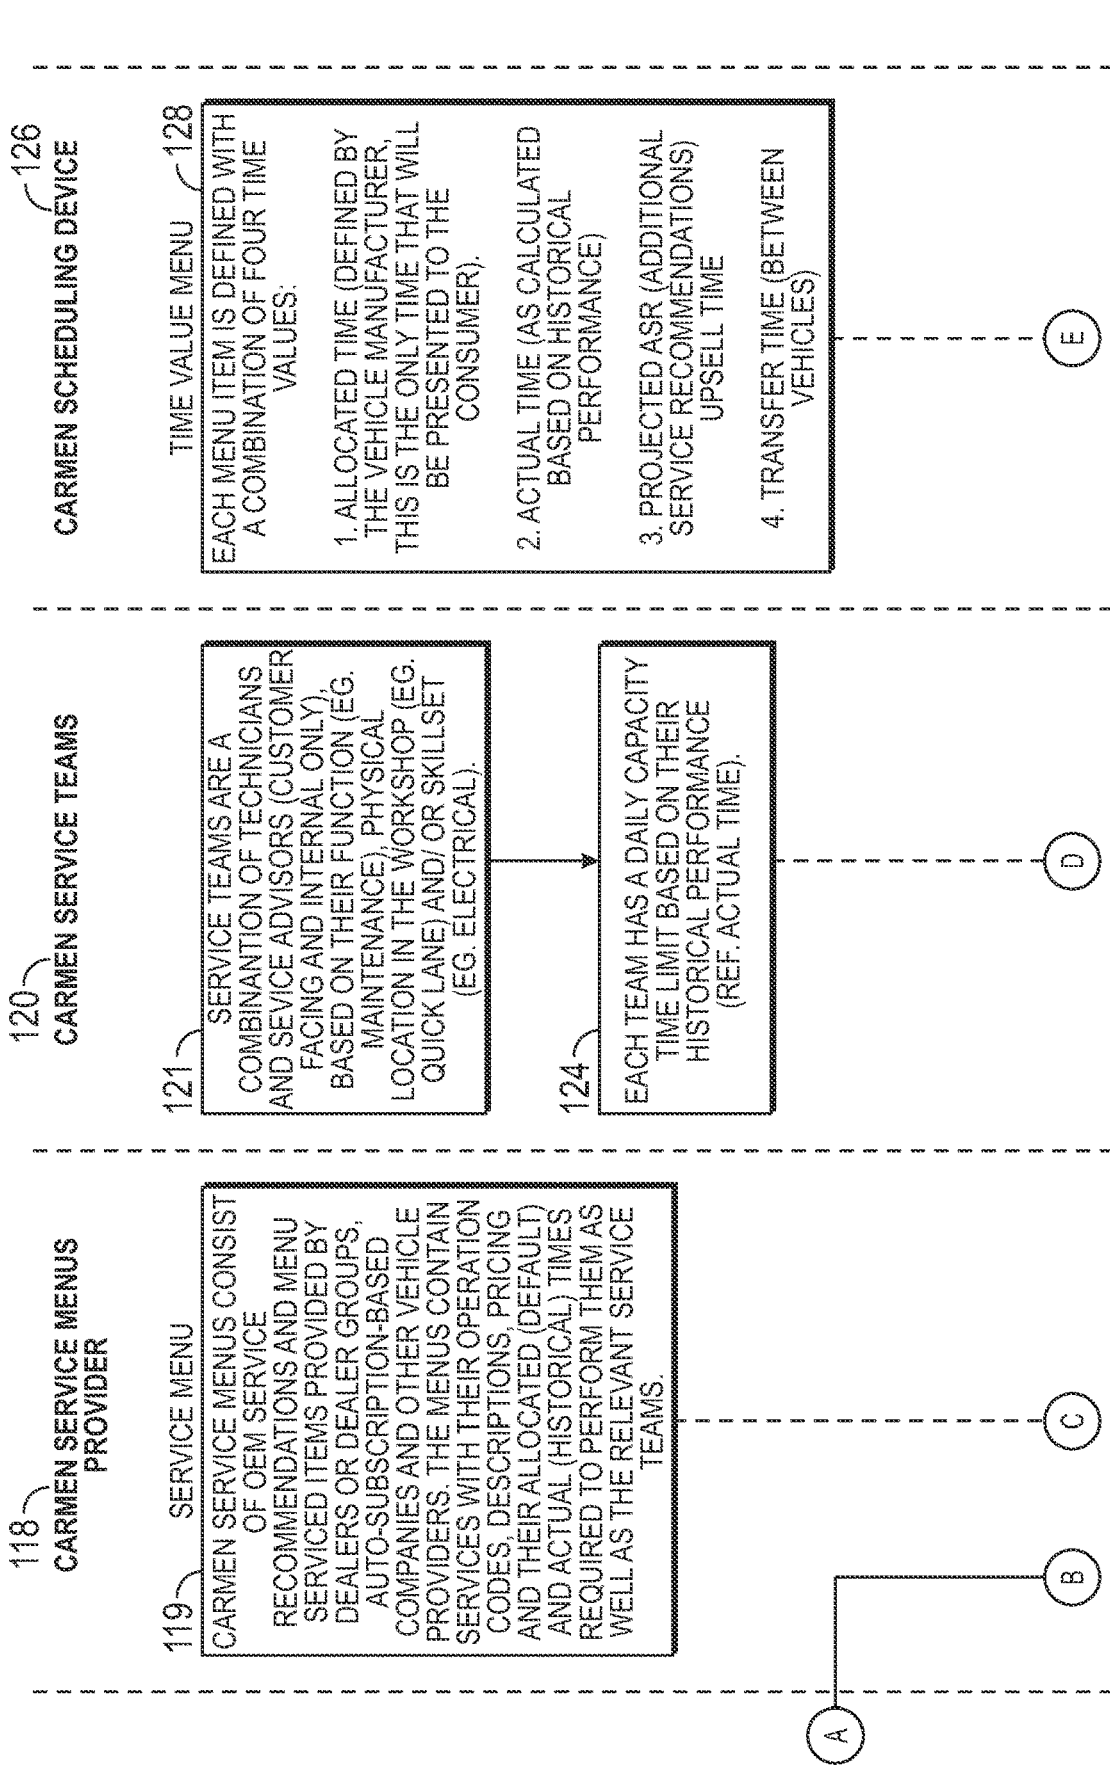 118
CARMEN SERVICE MENUS
PROVIDER
SERVICE MENU
119
CARMEN SERVICE MENUS CONSIST
OF OEM SERVICE
RECOMMENDATIONS AND MENU
SERVICED ITEMS PROVIDED BY
DEALERS OR DEALER GROUPS,
AUTO-SUBSCRIPTION-BASED
COMPANIES AND OTHER VEHICLE
PROVIDERS. THE MENUS CONTAIN
SERVICES WITH THEIR OPERATION
CODES, DESCRIPTIONS, PRICING
AND THEIR ALLOCATED (DEFAULT)
AND ACTUAL (HISTORICAL) TIMES
REQUIRED TO PERFORM THEM AS
WELL AS THE RELEVANT SERVICE
TEAMS.
A
B
C
120
CARMEN SERVICE TEAMS
121
SERVICE TEAMS ARE A
COMBINANTION OF TECHNICIANS
AND SEVICE ADVISORS (CUSTOMER
FACING AND INTERNAL ONLY),
BASED ON THEIR FUNCTION (EG.
MAINTENANCE), PHYSICAL
LOCATION IN THE WORKSHOP (EG.
QUICK LANE) AND/ OR SKILLSET
(EG. ELECTRICAL).
124
EACH TEAM HAS A DAILY CAPACITY
TIME LIMIT BASED ON THEIR
HISTORICAL PERFORMANCE
(REF. ACTUAL TIME).
D
126
CARMEN SCHEDULING DEVICE
TIME VALUE MENU
128
EACH MENU ITEM IS DEFINED WITH
A COMBINATION OF FOUR TIME
VALUES:
1. ALLOCATED TIME (DEFINED BY
THE VEHICLE MANUFACTURER,
THIS IS THE ONLY TIME THAT WILL
BE PRESENTED TO THE
CONSUMER).
2. ACTUAL TIME (AS CALCULATED
BASED ON HISTORICAL
PERFORMANCE)
3. PROJECTED ASR (ADDITIONAL
SERVICE RECOMMENDATIONS)
UPSELL TIME
4. TRANSFER TIME (BETWEEN
VEHICLES)
E